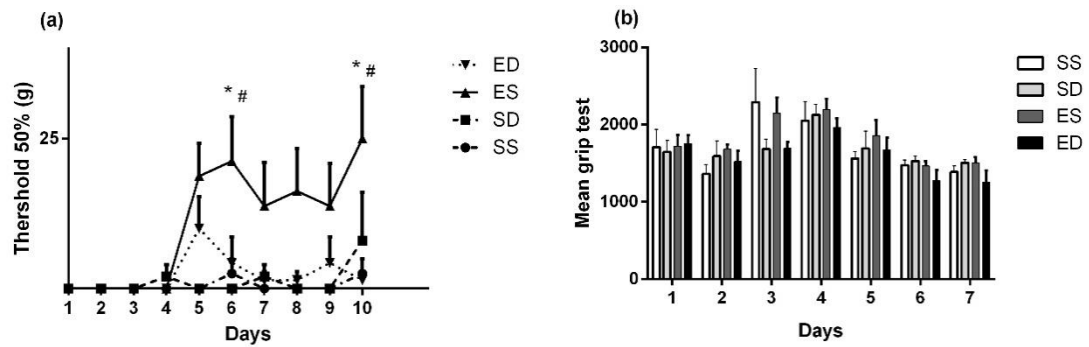 (a)
Thershold 50% (g)
25
* #
* #
ED
ES
SD
SS
1 2 3 4 5 6 7 8 9 10
Days
(b)
Mean grip test
3000
2000
1000
0
SS
SD
ES
ED
1 2 3 4 5 6 7
Days